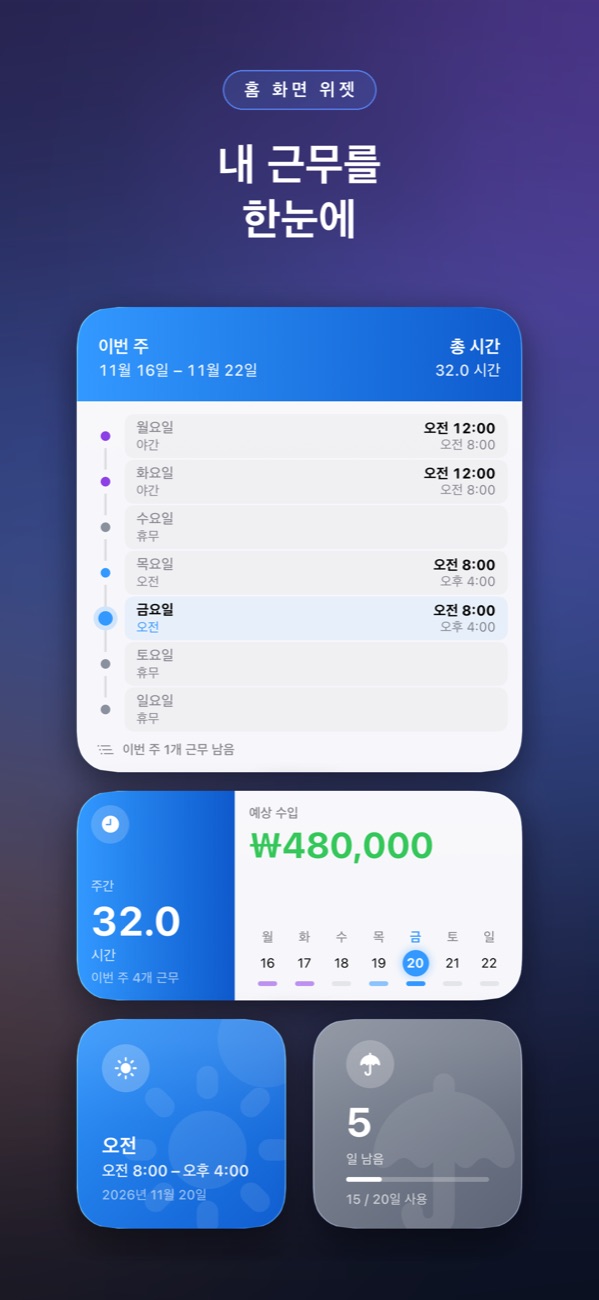 홈 화면 위젯
내 근무를
한눈에
이번 주
총 시간
11월 16일 – 11월 22일
32.0 시간
월요일
오전 12:00
야간
오전 8:00
화요일
오전 12:00
야간
오전 8:00
수요일
휴무
목요일
오전 8:00
오전
오후 4:00
금요일
오전 8:00
오전
오후 4:00
토요일
휴무
일요일
휴무
이번 주 1개 근무 남음
주간
32.0
시간
이번 주 4개 근무
예상 수입
₩480,000
월 화 수 목 금 토 일
16 17 18 19 20 21 22
오전
오전 8:00 – 오후 4:00
2026년 11월 20일
5
일 남음
15 / 20일 사용